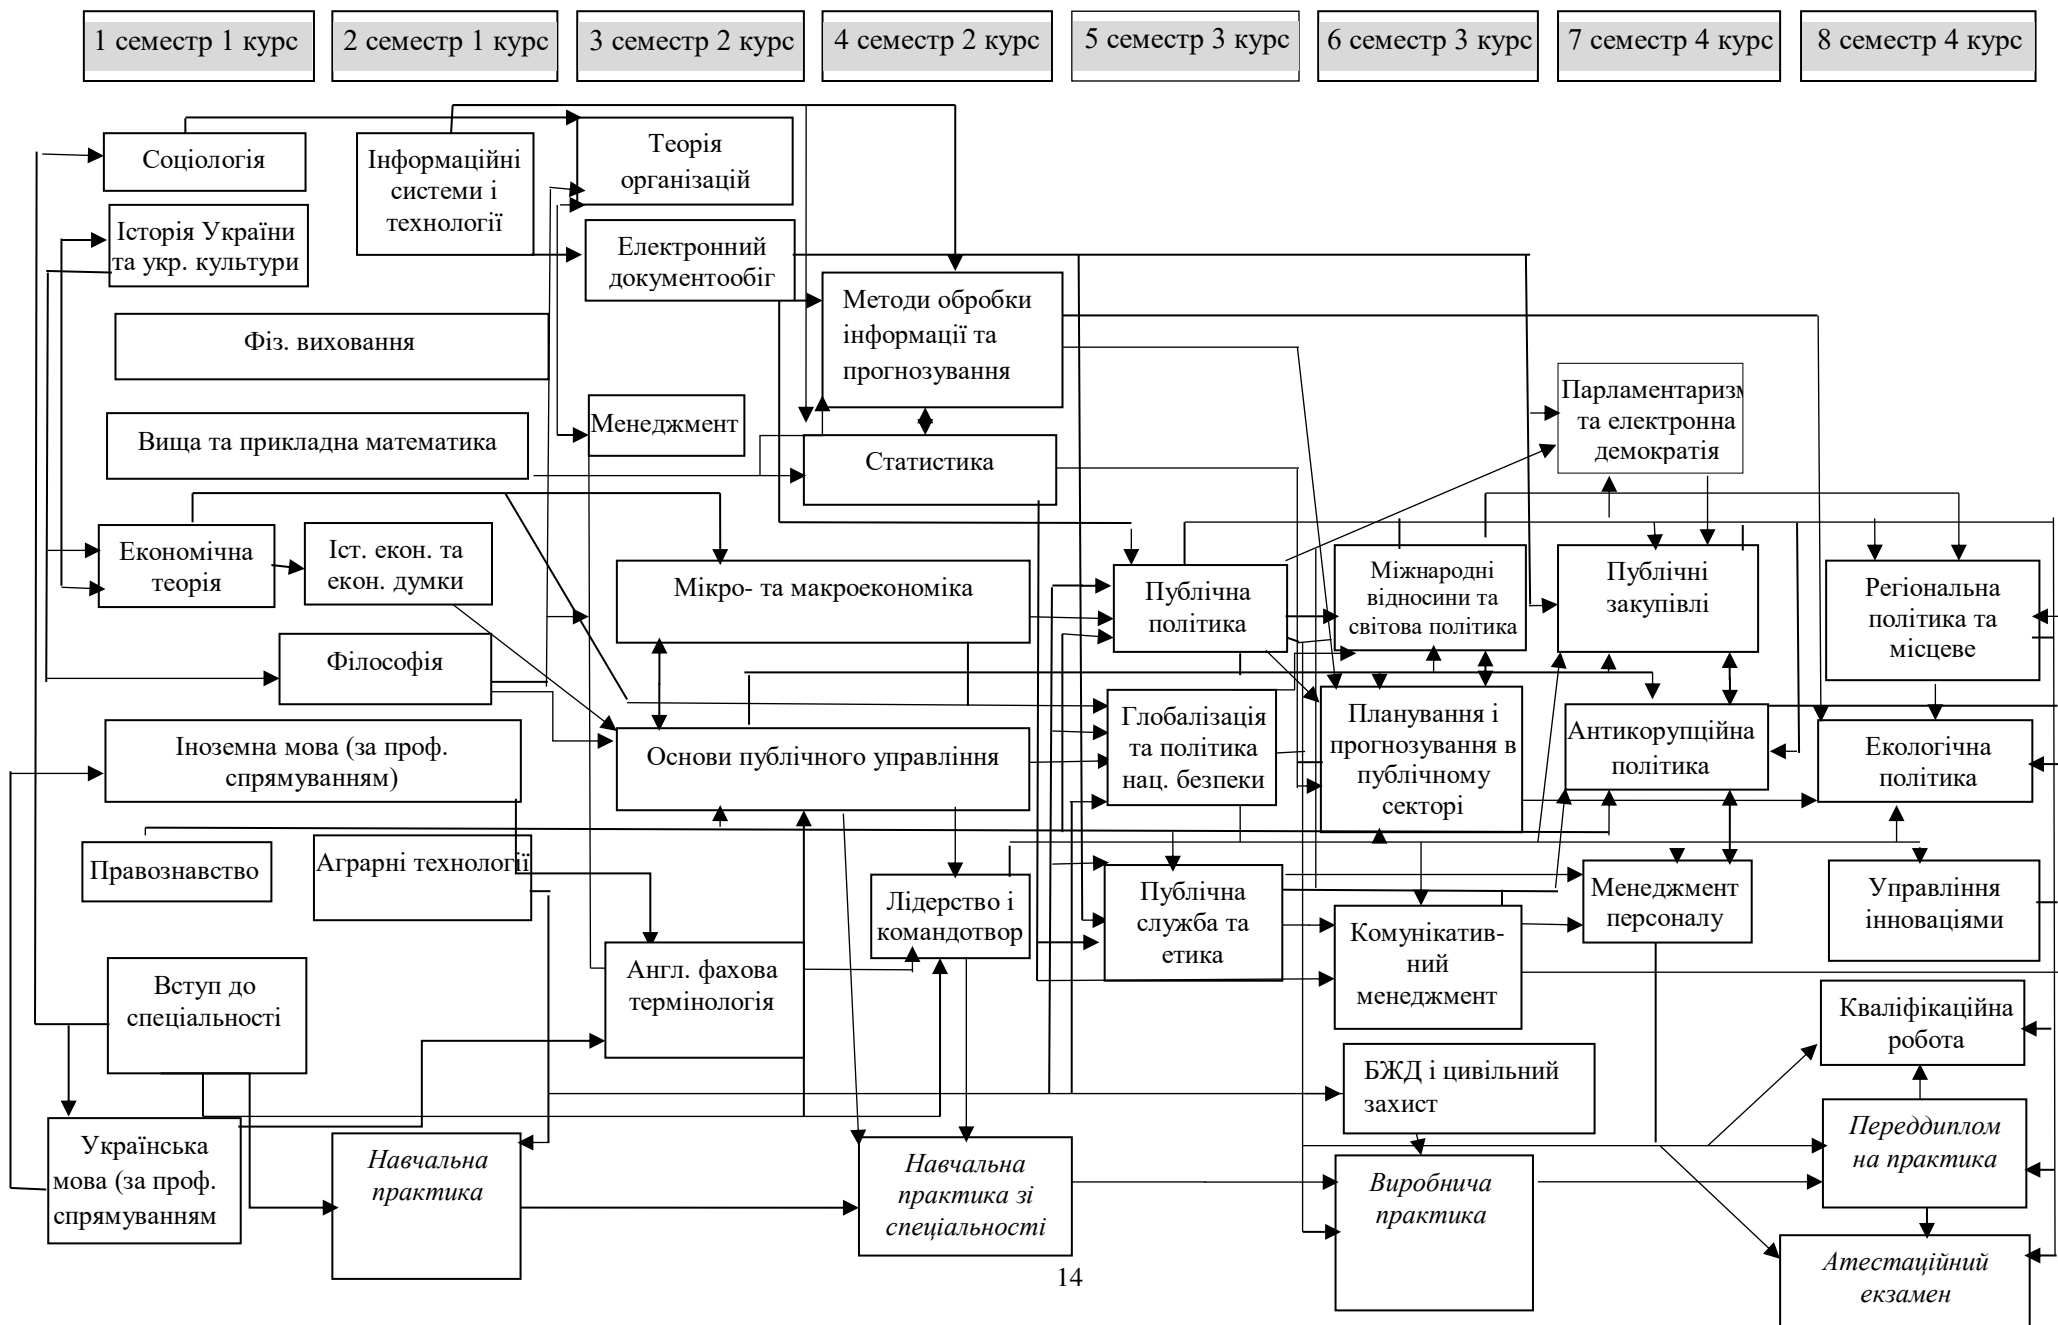 1 семестр 1 курс
2 семестр 1 курс
3 семестр 2 курс
4 семестр 2 курс
5 семестр 3 курс
6 семестр 3 курс
7 семестр 4 курс
8 семестр 4 курс
Соціологія
Інформаційні
системи і
технології
Теорія
організацій
Історія України
та укр. культури
Електронний
документообіг
Методи обробки
інформації та
прогнозування
Фіз. виховання
Парламентаризм
та електронна
демократія
Менеджмент
Вища та прикладна математика
Статистика
Економічна
теорія
Іст. екон. та
екон. думки
Мікро- та макроекономіка
Публічна
політика
Міжнародні
відносини та
світова політика
Публічні
закупівлі
Регіональна
політика та
місцеве
Філософія
Іноземна мова (за проф.
спрямуванням)
Основи публічного управління
Глобалізація
та політика
нац. безпеки
Планування і
прогнозування в
публічному
секторі
Антикорупційна
політика
Екологічна
політика
Правознавство
Аграрні технології
Лідерство і
командотвор
Публічна
служба та
етика
Комунікатив-
ний
менеджмент
Менеджмент
персоналу
Управління
інноваціями
Вступ до
спеціальності
Англ. фахова
термінологія
Кваліфікаційна
робота
БЖД і цивільний
захист
Українська
мова (за проф.
спрямуванням
Навчальна
практика
Навчальна
практика зі
спеціальності
Виробнича
практика
Переддиплом
на практика
Атестаційний
екзамен
14